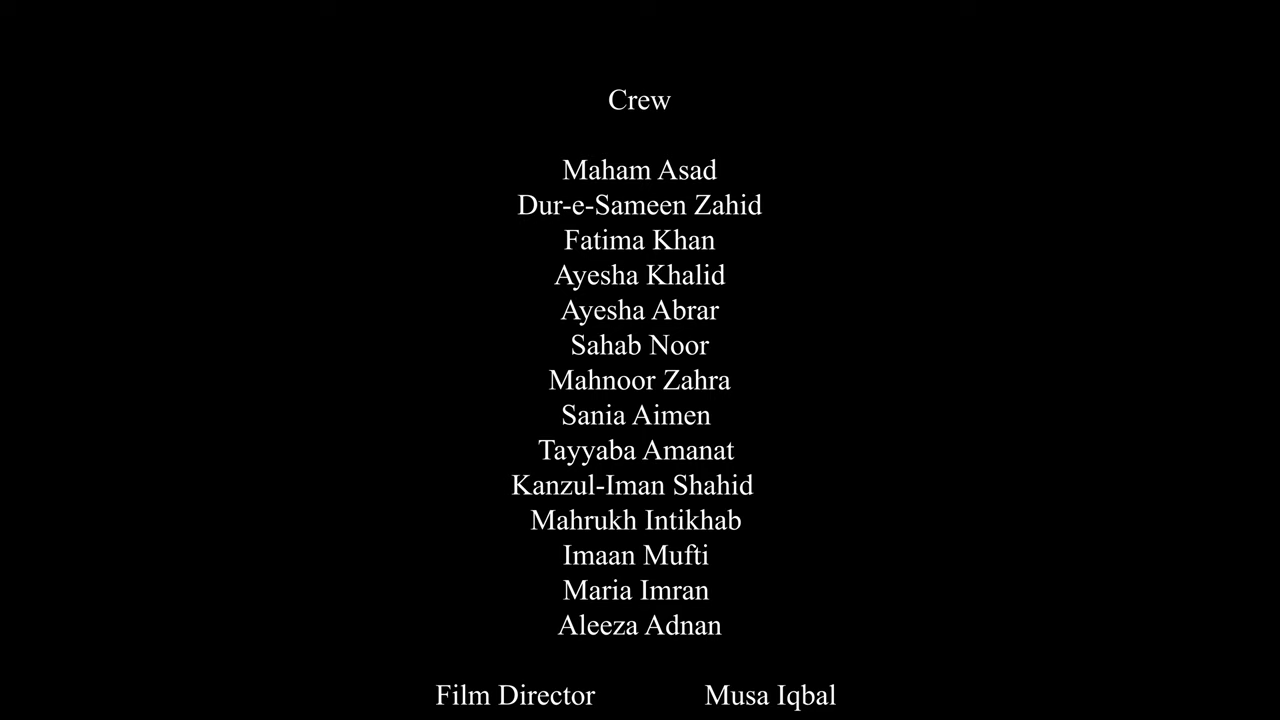 Crew
Maham Asad
Dur-e-Sameen Zahid
Fatima Khan
Ayesha Khalid
Ayesha Abrar
Sahab Noor
Mahnoor Zahra
Sania Aimen
Tayyaba Amanat
Kanzul-Iman Shahid
Mahrukh Intikhab
Imaan Mufti
Maria Imran
Aleeza Adnan
Film Director Musa Iqbal